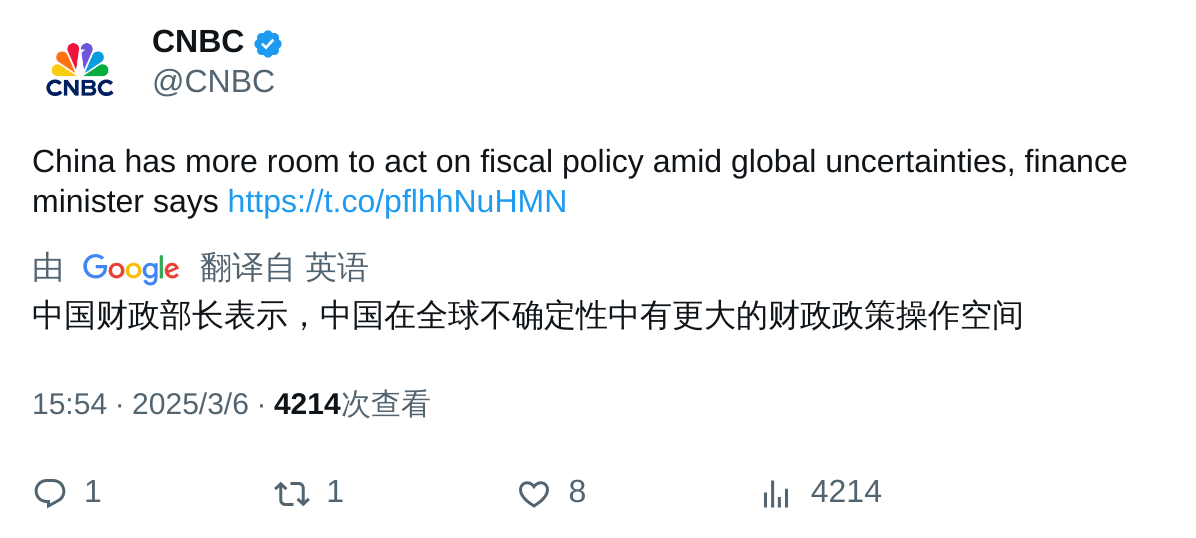 CNBC
CNBC
@CNBC
China has more room to act on fiscal policy amid global uncertainties, finance
minister says https://t.co/pflhhNuHMN
由 Google 翻译自 英语
中国财政部长表示，中国在全球不确定性中有更大的财政政策操作空间
15:54 · 2025/3/6 · 4214次查看
1 1 8 4214